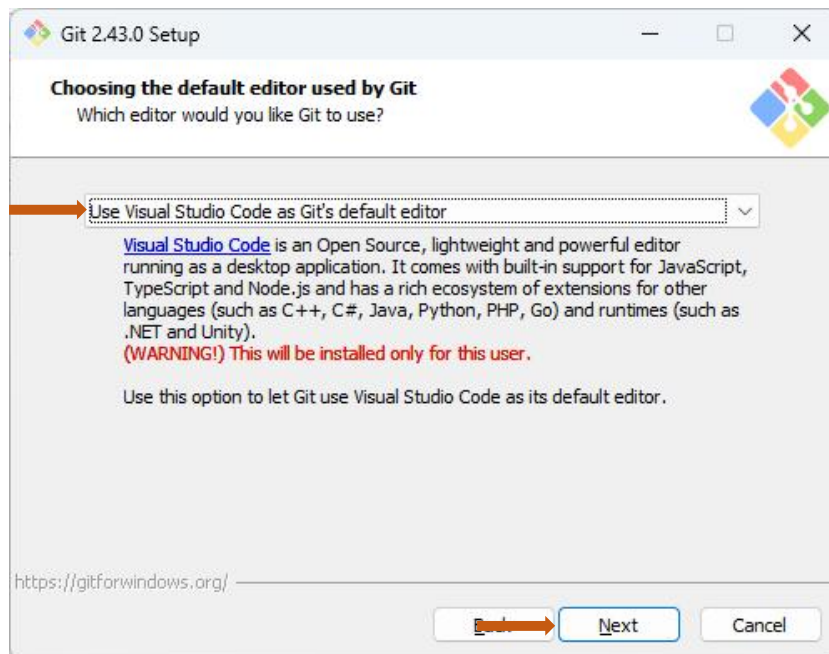 Git 2.43.0 Setup
Choosing the default editor used by Git
Which editor would you like Git to use?
Use Visual Studio Code as Git's default editor
Visual Studio Code is an Open Source, lightweight and powerful editor
running as a desktop application. It comes with built-in support for JavaScript,
TypeScript and Node.js and has a rich ecosystem of extensions for other
languages (such as C++, C#, Java, Python, PHP, Go) and runtimes (such as
.NET and Unity).
(WARNING!) This will be installed only for this user.
Use this option to let Git use Visual Studio Code as its default editor.
https://gitforwindows.org/
Next Cancel